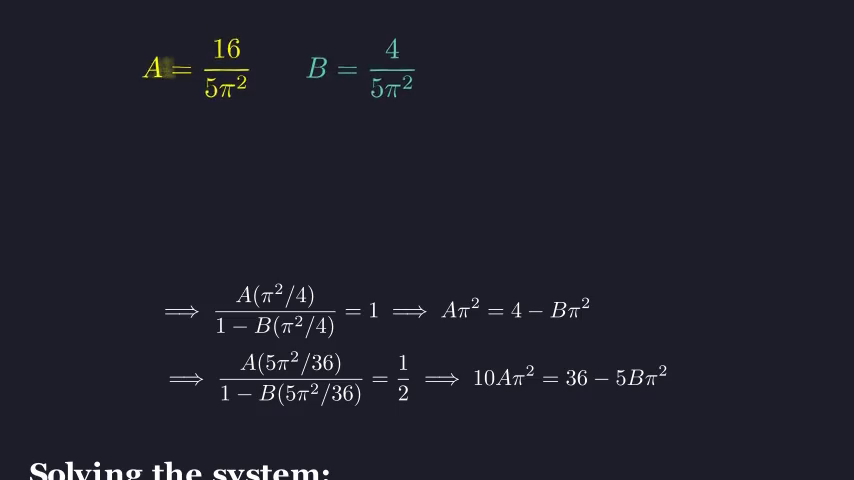 A = 16/5π² B = 4/5π²
⟹ A(π²/4)/1 − B(π²/4) = 1 ⟹ Aπ² = 4 − Bπ²
⟹ A(5π²/36)/1 − B(5π²/36) = 1/2 ⟹ 10Aπ² = 36 − 5Bπ²
Solving the system: